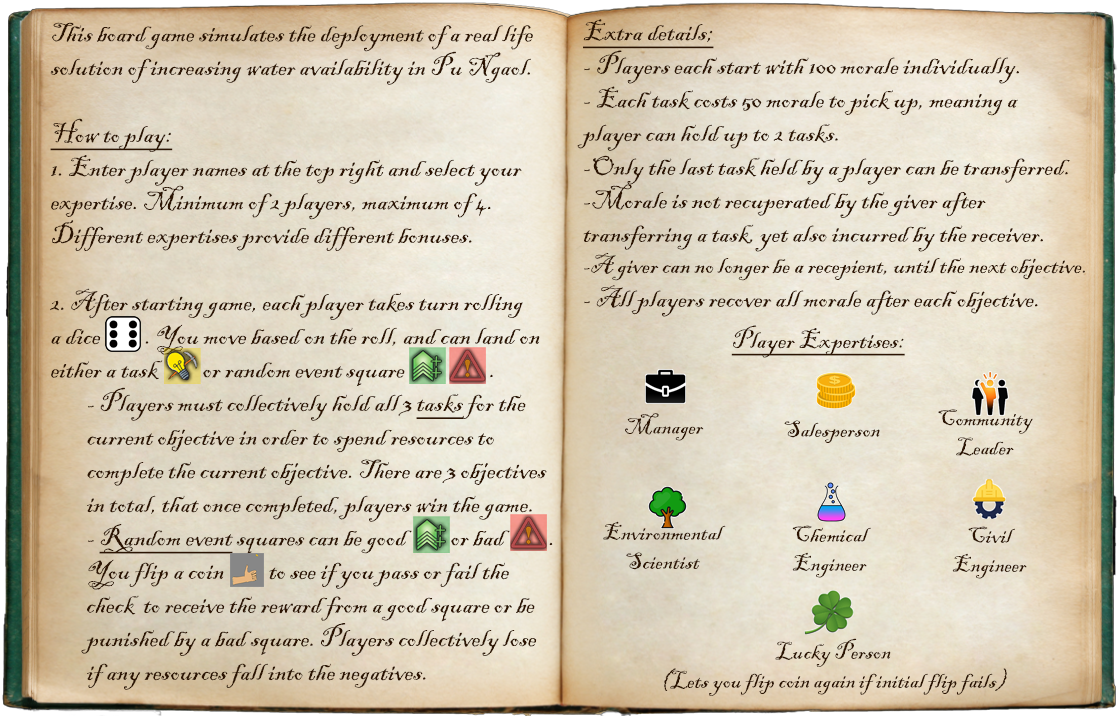 This board game simulates the deployment of a real life
solution of increasing water availability in Pu Ngaol.
How to play:
1. Enter player names at the top right and select your
expertise. Minimum of 2 players, maximum of 4.
Different expertises provide different bonuses.
2. After starting game, each player takes turn rolling
a dice . You move based on the roll, and can land on
either a task or random event square .
- Players must collectively hold all 3 tasks for the
current objective in order to spend resources to
complete the current objective. There are 3 objectives
in total, that once completed, players win the game.
- Random event squares can be good or bad .
You flip a coin to see if you pass or fail the
check to receive the reward from a good square or be
punished by a bad square. Players collectively lose
if any resources fall into the negatives.
Extra details:
- Players each start with 100 morale individually.
- Each task costs 50 morale to pick up, meaning a
player can hold up to 2 tasks.
-Only the last task held by a player can be transferred.
-Morale is not recuperated by the giver after
transferring a task, yet also incurred by the receiver.
-A giver can no longer be a recepient, until the next objective.
- All players recover all morale after each objective.
Player Expertises:
Manager
Salesperson
Community
Leader
Environmental
Scientist
Chemical
Engineer
Civil
Engineer
Lucky Person
(Lets you flip coin again if initial flip fails)